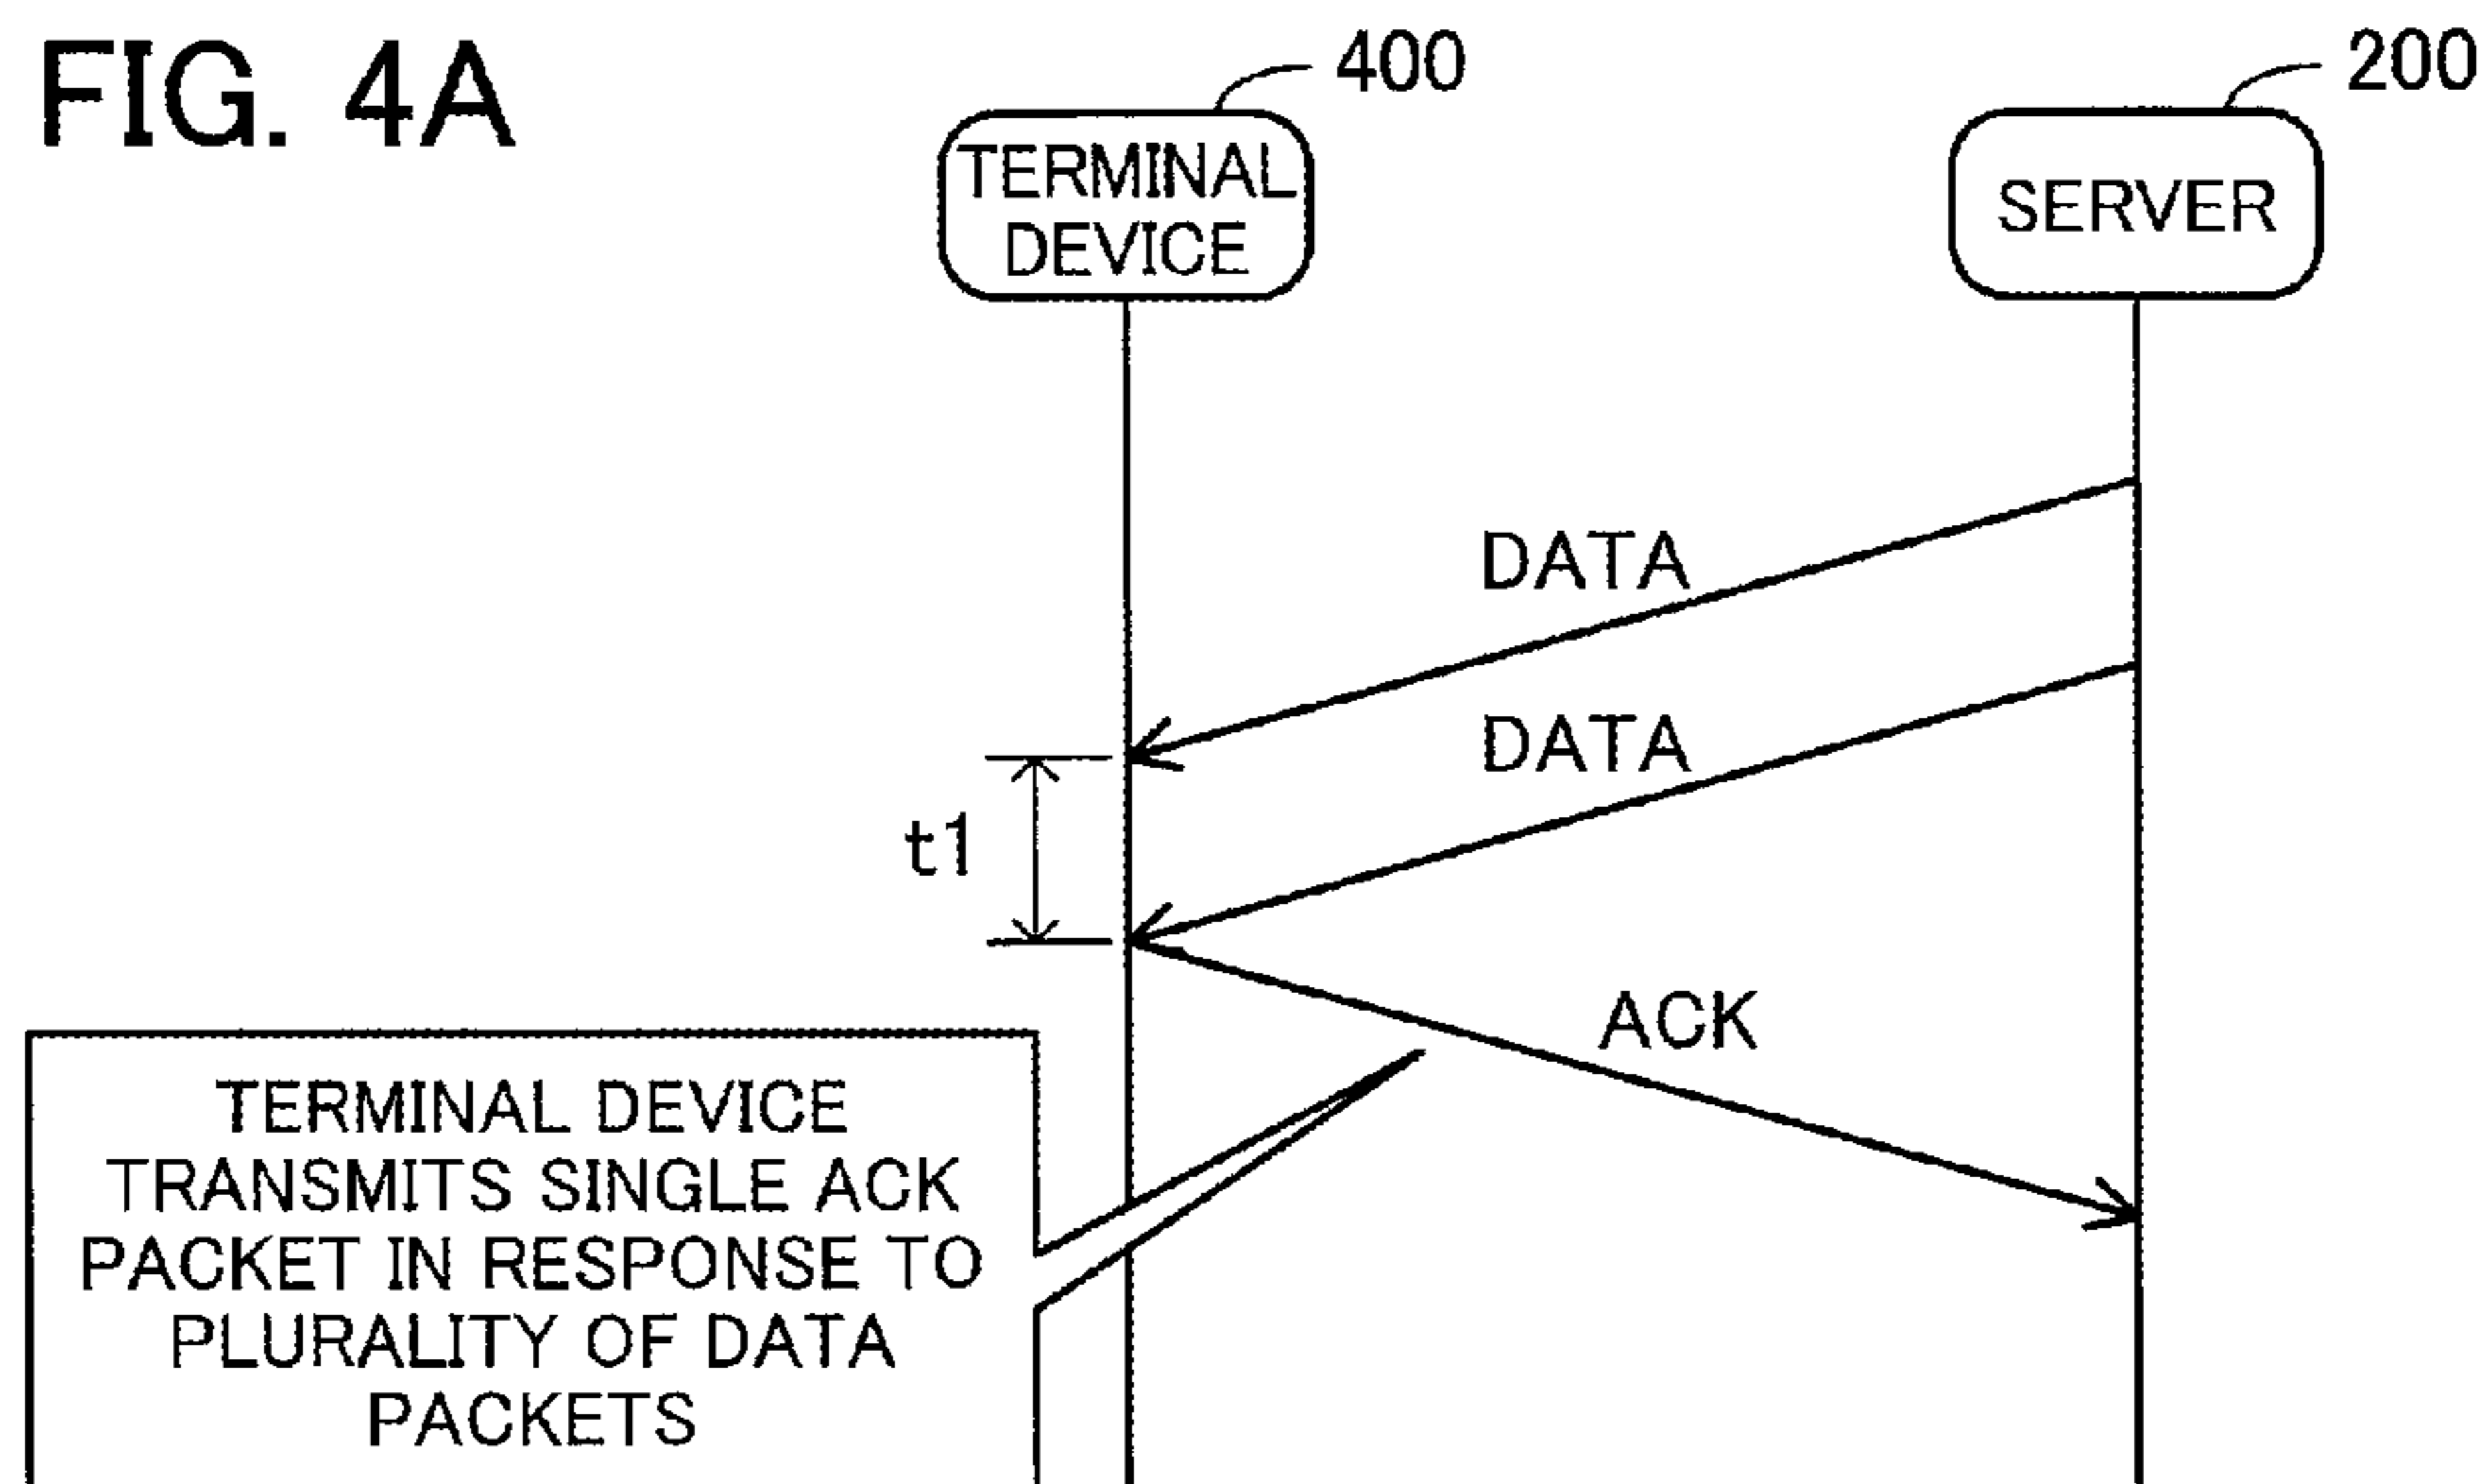 FIG. 4A
400
200
TERMINAL
DEVICE
SERVER
DATA
DATA
t1
ACK
TERMINAL DEVICE
TRANSMITS SINGLE ACK
PACKET IN RESPONSE TO
PLURALITY OF DATA
PACKETS